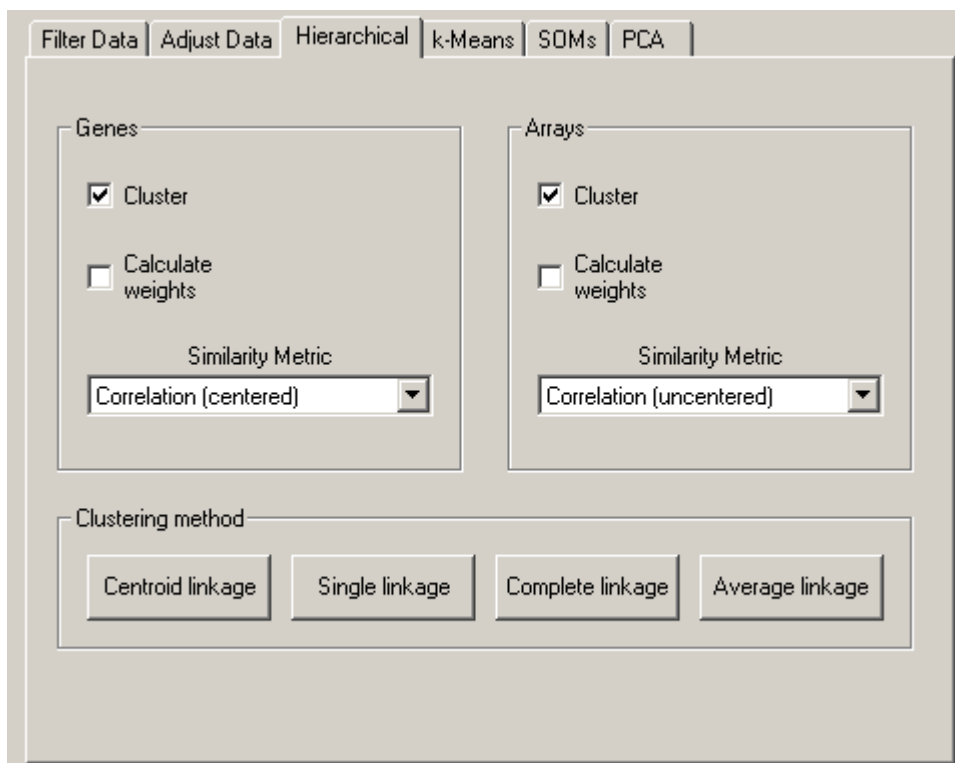 Filter Data Adjust Data Hierarchical k-Means SOMs PCA
Genes
Cluster
Calculate
weights
Similarity Metric
Correlation (centered)
Arrays
Cluster
Calculate
weights
Similarity Metric
Correlation (uncentered)
Clustering method
Centroid linkage Single linkage Complete linkage Average linkage